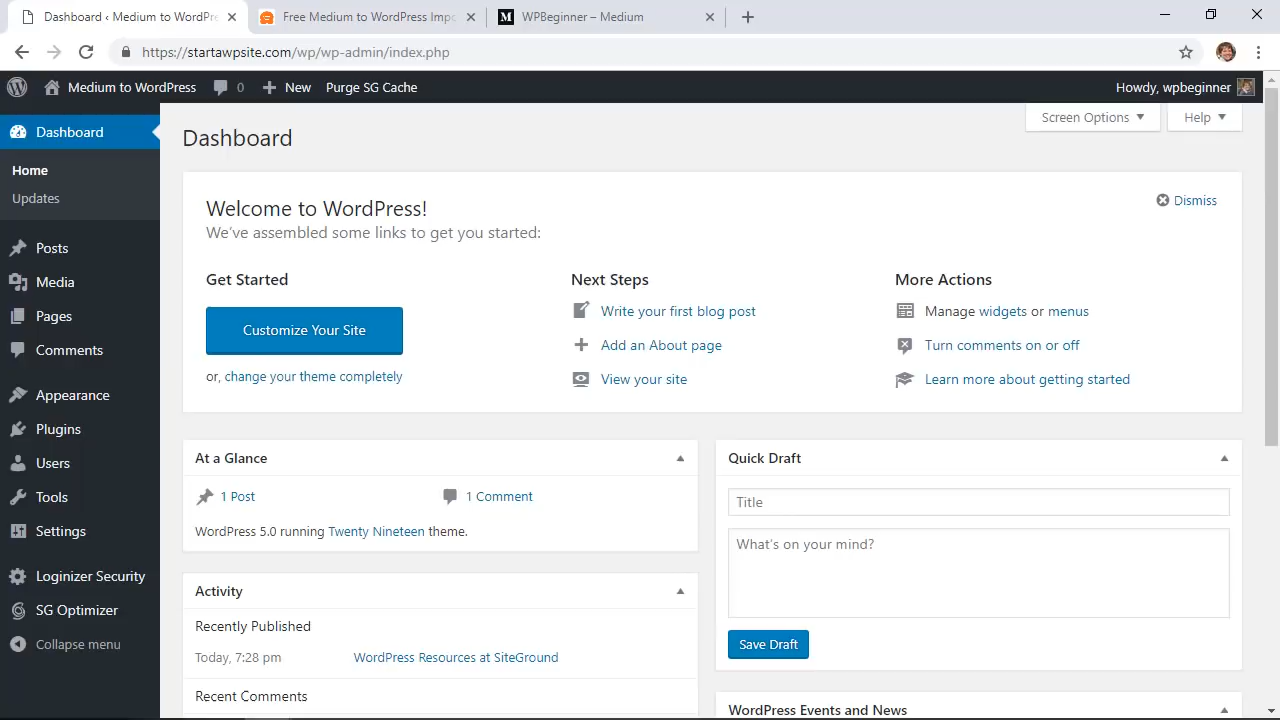 Dashboard ‹ Medium to WordPre
Free Medium to WordPress Impo
WPBeginner – Medium
https://startawpsite.com/wp/wp-admin/index.php
Medium to WordPress
0
New
Purge SG Cache
Howdy, wpbeginner
Dashboard
Home
Updates
Posts
Media
Pages
Comments
Appearance
Plugins
Users
Tools
Settings
Loginizer Security
SG Optimizer
Collapse menu
Screen Options
Help
Dashboard
Welcome to WordPress!
We've assembled some links to get you started:
Dismiss
Get Started
Customize Your Site
or, change your theme completely
Next Steps
Write your first blog post
Add an About page
View your site
More Actions
Manage widgets or menus
Turn comments on or off
Learn more about getting started
At a Glance
1 Post
1 Comment
WordPress 5.0 running Twenty Nineteen theme.
Activity
Recently Published
Today, 7:28 pm
WordPress Resources at SiteGround
Recent Comments
Quick Draft
Title
What's on your mind?
Save Draft
WordPress Events and News